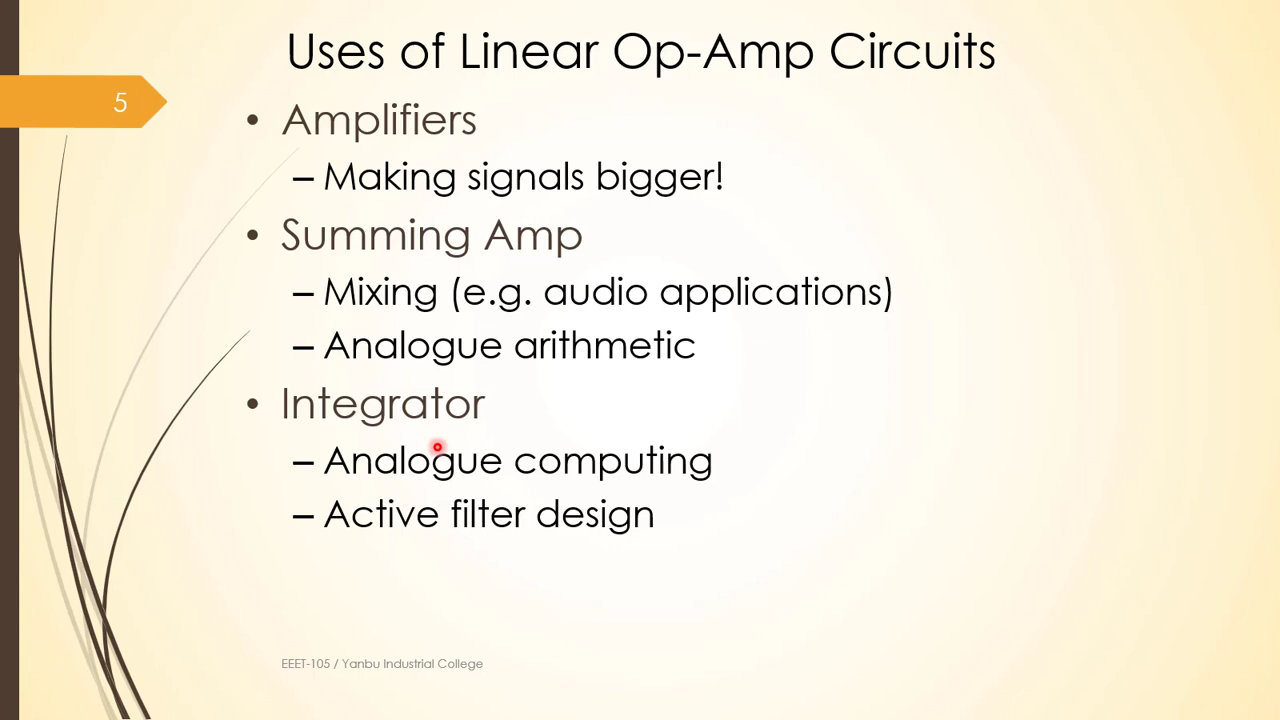 Uses of Linear Op-Amp Circuits
5
• Amplifiers
– Making signals bigger!
• Summing Amp
– Mixing (e.g. audio applications)
– Analogue arithmetic
• Integrator
– Analogue computing
– Active filter design
EEET-105 / Yanbu Industrial College